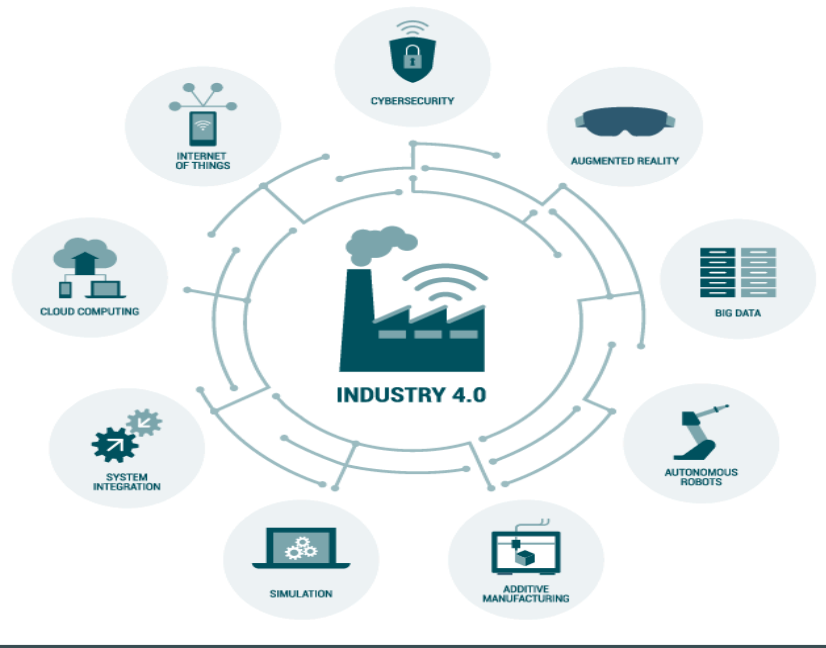 CYBERSECURITY
AUGMENTED REALITY
BIG DATA
AUTONOMOUS
ROBOTS
ADDITIVE
MANUFACTURING
SIMULATION
SYSTEM
INTEGRATION
CLOUD COMPUTING
INTERNET
OF THINGS
INDUSTRY 4.0